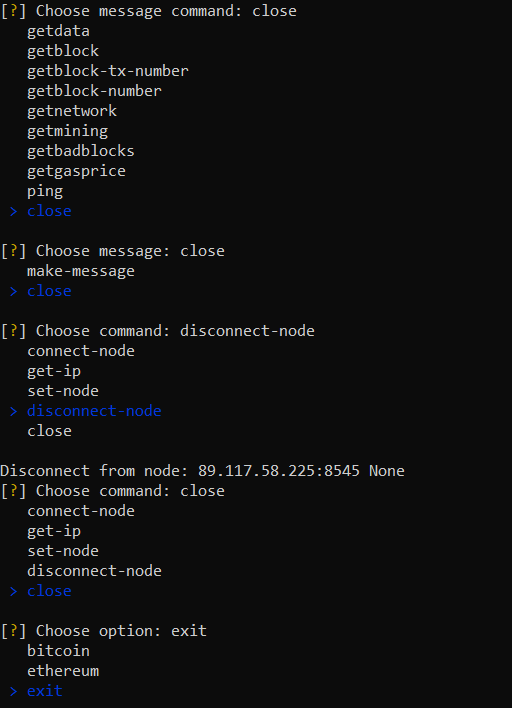 [?] Choose message command: close
getdata
getblock
getblock-tx-number
getblock-number
getnetwork
getmining
getbadblocks
getgasprice
ping
> close
[?] Choose message: close
make-message
> close
[?] Choose command: disconnect-node
connect-node
get-ip
set-node
> disconnect-node
close
Disconnect from node: 89.117.58.225:8545 None
[?] Choose command: close
connect-node
get-ip
set-node
disconnect-node
> close
[?] Choose option: exit
bitcoin
ethereum
> exit